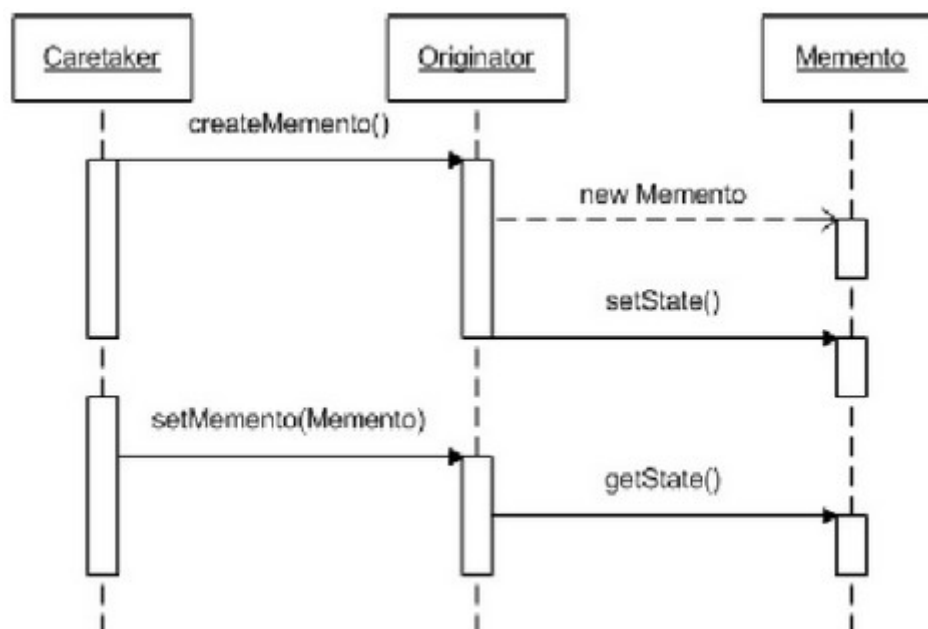 Caretaker
Originator
Memento
createMemento()
new Memento
setState()
setMemento(Memento)
getState()